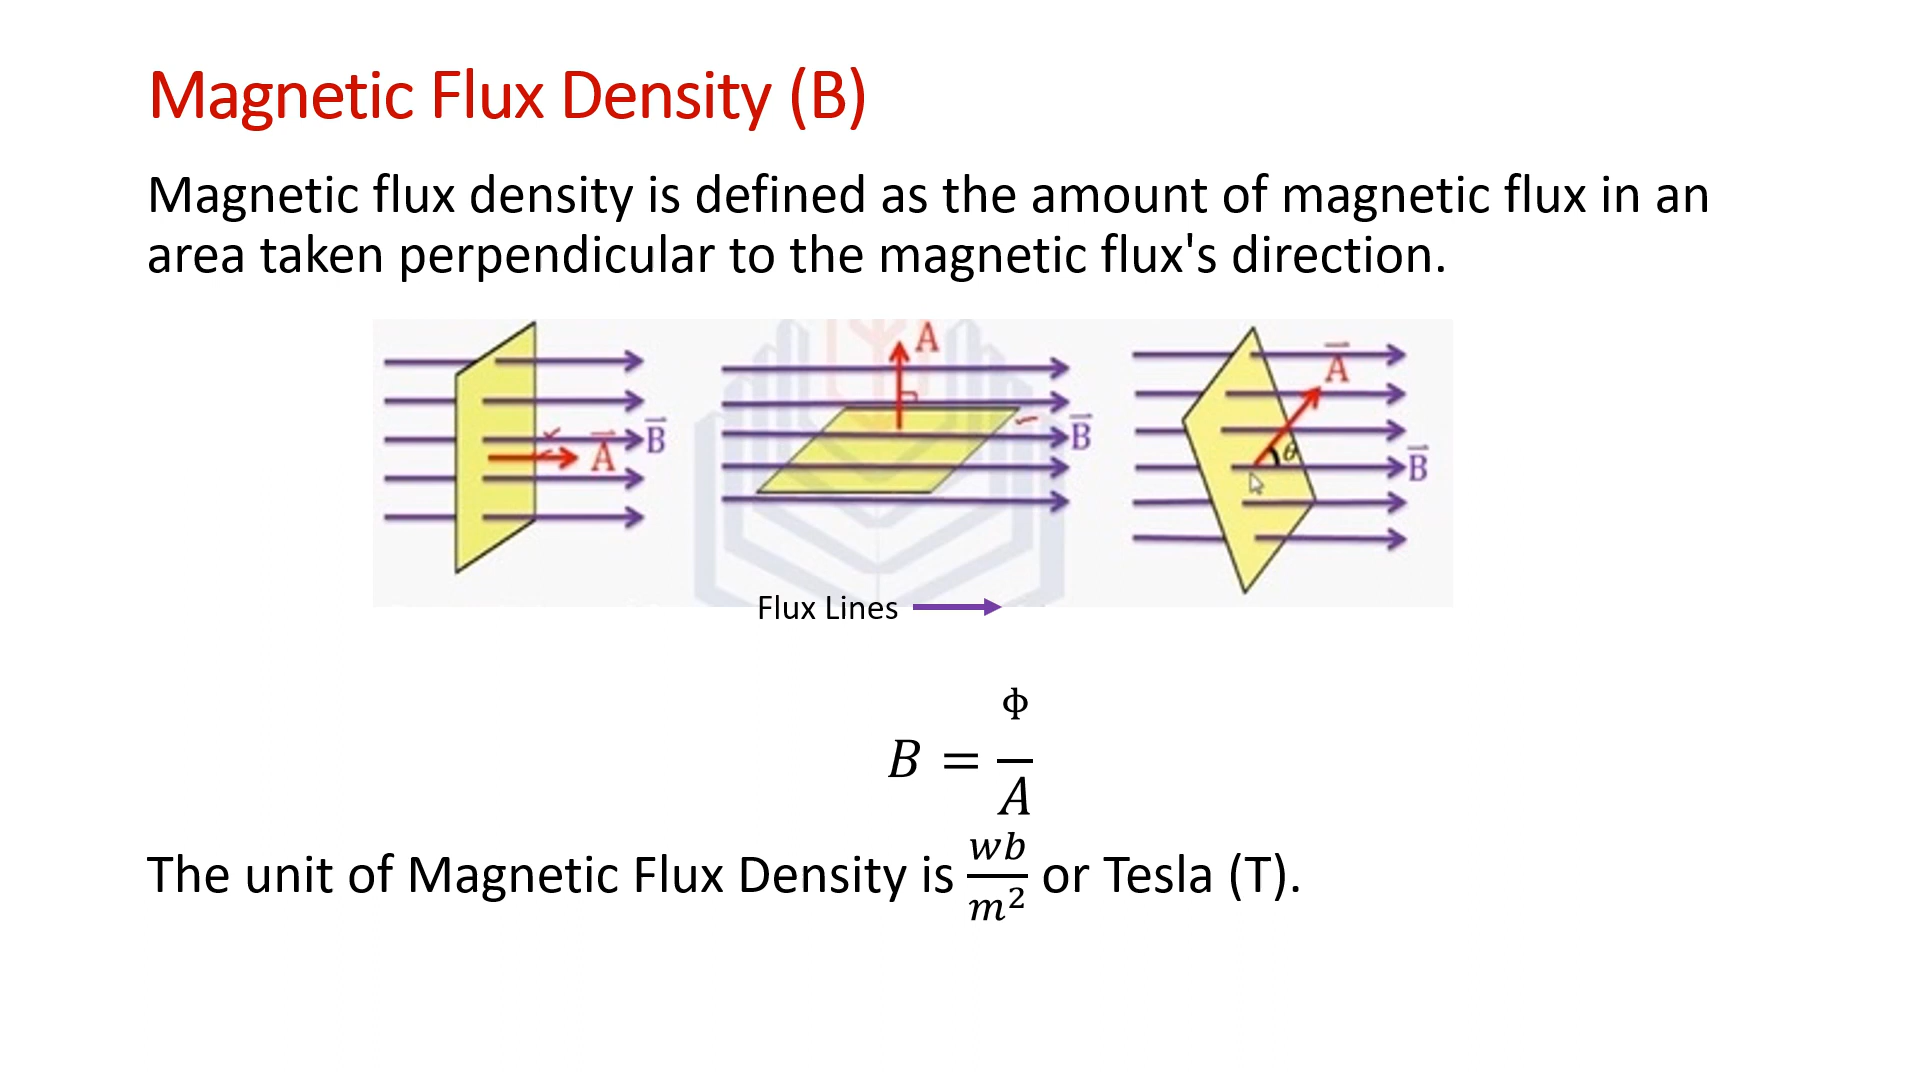 Magnetic Flux Density (B)
Magnetic flux density is defined as the amount of magnetic flux in an
area taken perpendicular to the magnetic flux's direction.
A⃗ B⃗
A B⃗
A⃗ θ B⃗
Flux Lines
B = ϕ/A
The unit of Magnetic Flux Density is wb/m² or Tesla (T).